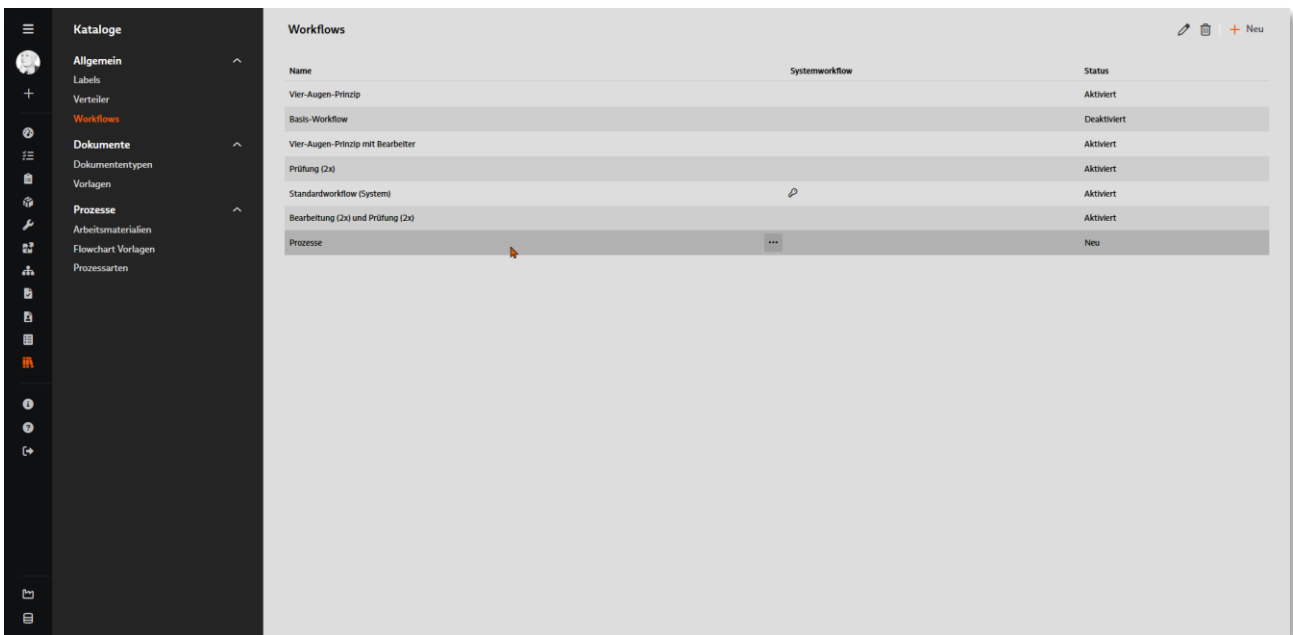 Kataloge
Allgemein
Labels
Verteiler
Workflows
Dokumente
Dokumententypen
Vorlagen
Prozesse
Arbeitsmaterialien
Flowchart Vorlagen
Prozessarten
Workflows
Neu
Name Systemworkflow Status
Vier-Augen-Prinzip Aktiviert
Basis-Workflow Deaktiviert
Vier-Augen-Prinzip mit Bearbeiter Aktiviert
Prüfung (2x) Aktiviert
Standardworkflow (System) Aktiviert
Bearbeitung (2x) und Prüfung (2x) Aktiviert
Prozesse Neu